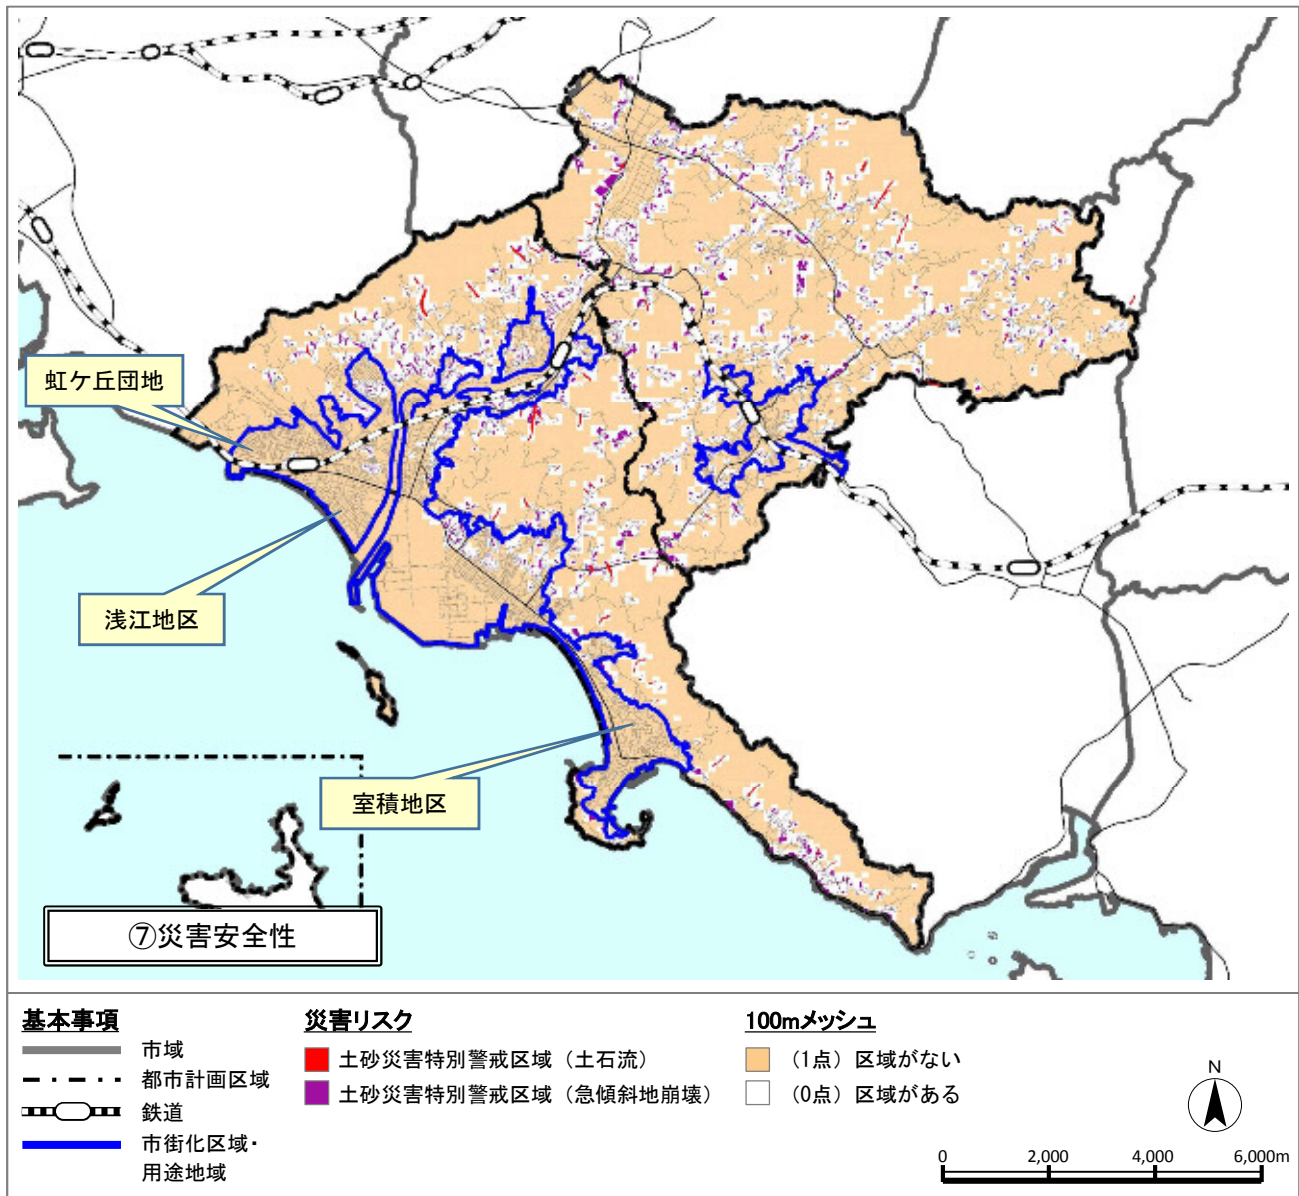 虹ケ丘団地
浅江地区
室積地区
⑦災害安全性
基本事項
市域
都市計画区域
鉄道
市街化区域・
用途地域
災害リスク
土砂災害特別警戒区域（土石流）
土砂災害特別警戒区域（急傾斜地崩壊）
100mメッシュ
（1点）区域がない
（0点）区域がある
N
0 2,000 4,000 6,000m